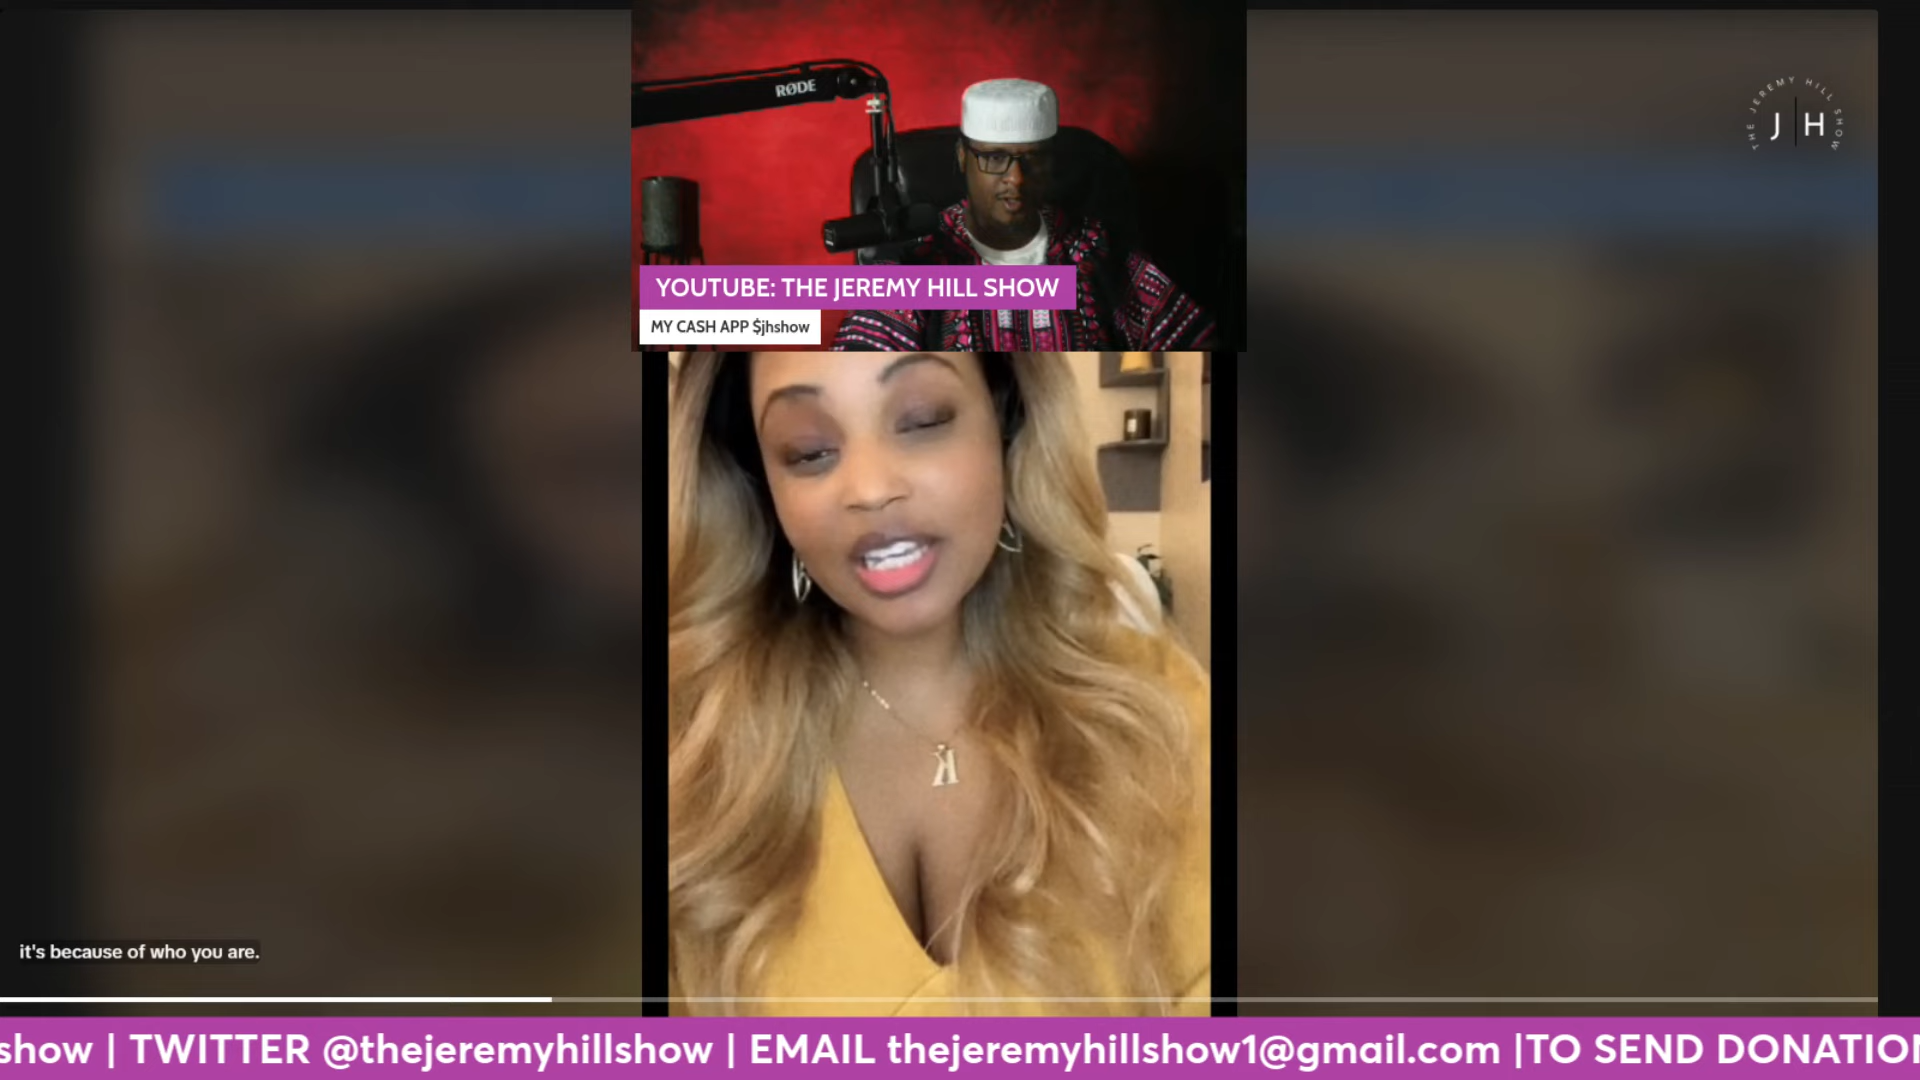 RØDE
THE JEREMY HILL SHOW
J H
YOUTUBE: THE JEREMY HILL SHOW
MY CASH APP $jhshow
K
it's because of who you are.
show | TWITTER @thejeremyhillshow | EMAIL thejeremyhillshow1@gmail.com |TO SEND DONATION